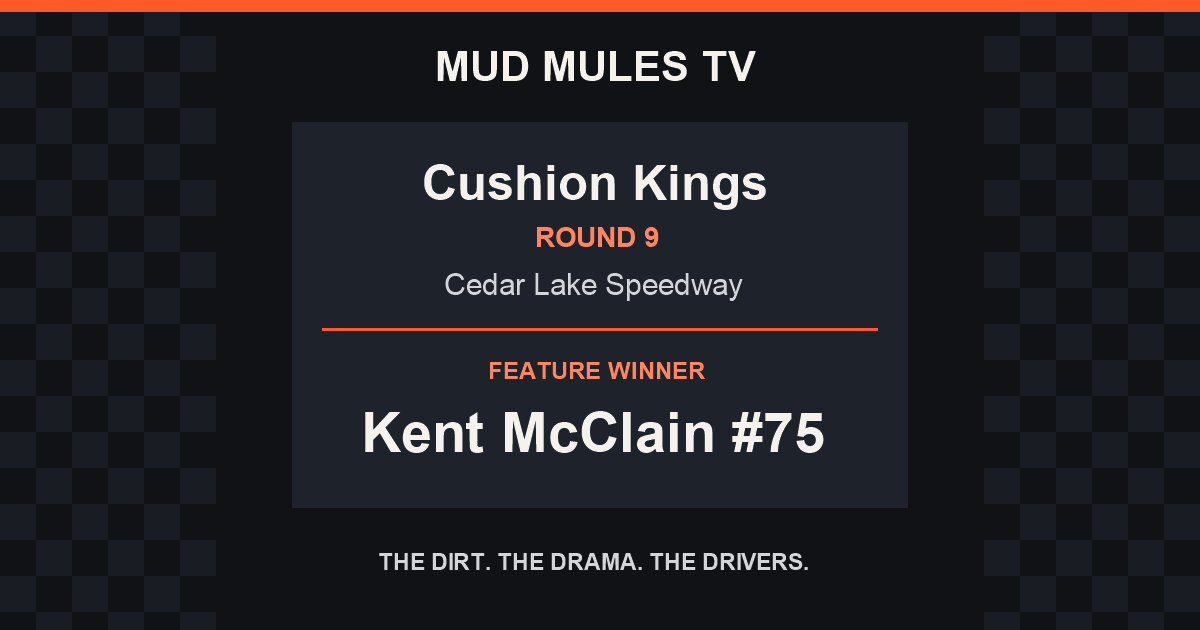 MUD MULES TV
Cushion Kings
ROUND 9
Cedar Lake Speedway
FEATURE WINNER
Kent McClain #75
THE DIRT. THE DRAMA. THE DRIVERS.